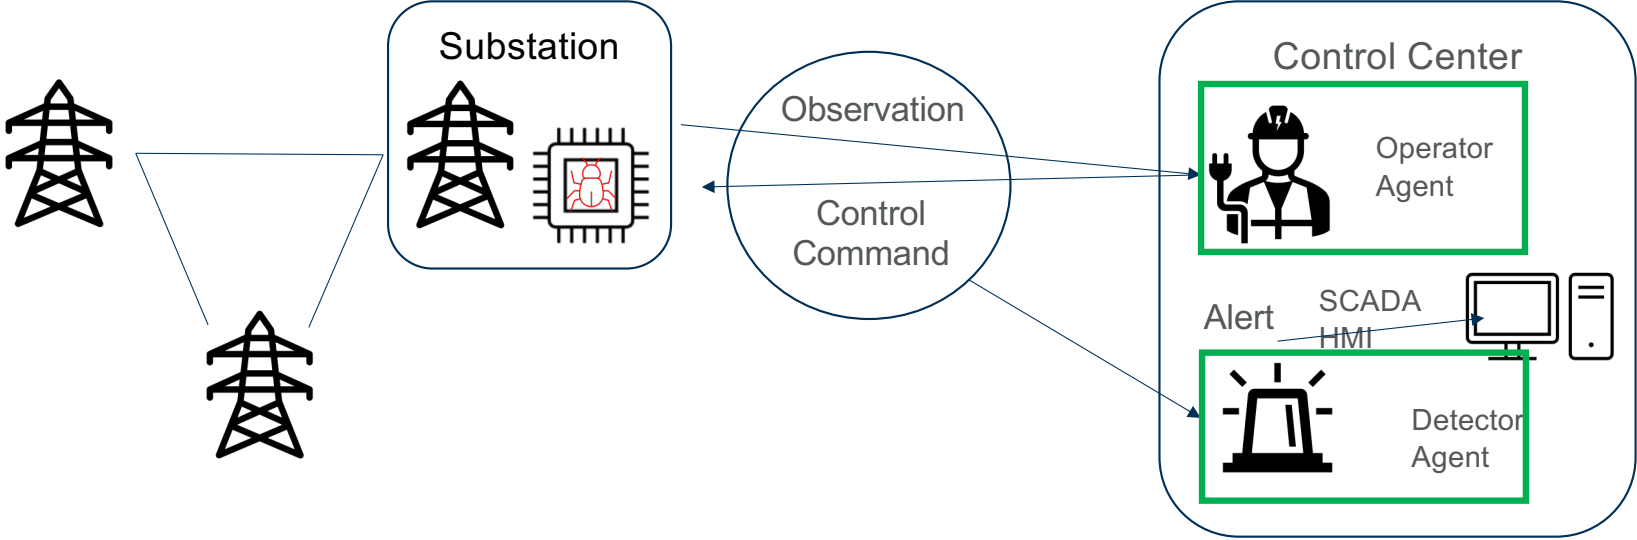 Substation
Observation
Control
Command
Control Center
Operator
Agent
Alert
SCADA
HMI
Detector
Agent